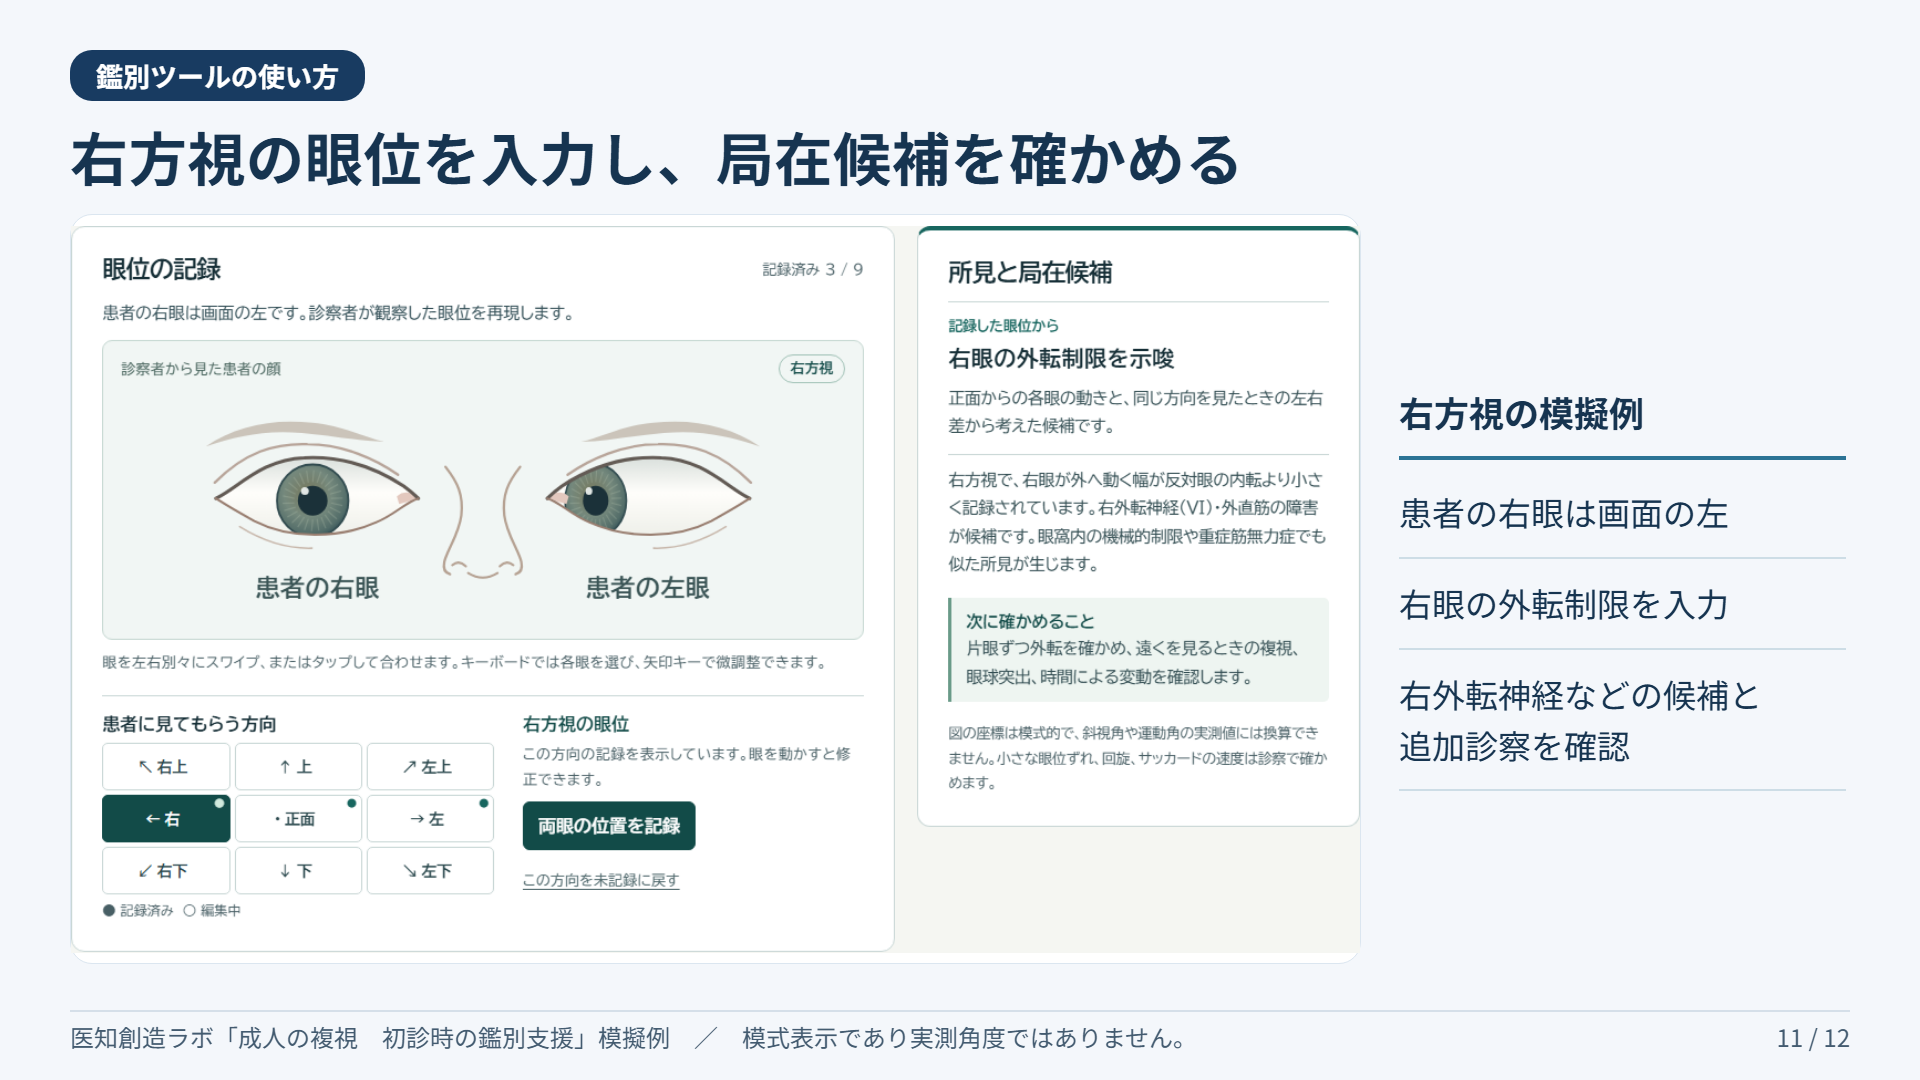 鑑別ツールの使い方
右方視の眼位を入力し、局在候補を確かめる
眼位の記録
記録済み 3 / 9
患者の右眼は画面の左です。診察者が観察した眼位を再現します。
診察者から見た患者の顔
右方視
患者の右眼
患者の左眼
眼を左右別々にスワイプ、またはタップして合わせます。キーボードでは各眼を選び、矢印キーで微調整できます。
患者に見てもらう方向
↖ 右上
↑ 上
↗ 左上
← 右
・正面
→ 左
↙ 右下
↓ 下
↘ 左下
● 記録済み ○ 編集中
右方視の眼位
この方向の記録を表示しています。眼を動かすと修
正できます。
両眼の位置を記録
この方向を未記録に戻す
所見と局在候補
記録した眼位から
右眼の外転制限を示唆
正面からの各眼の動きと、同じ方向を見たときの左右
差から考えた候補です。
右方視で、右眼が外へ動く幅が反対眼の内転より小さ
く記録されています。右外転神経(VI)・外直筋の障害
が候補です。眼窩内の機械的制限や重症筋無力症でも
似た所見が生じます。
次に確かめること
片眼ずつ外転を確かめ、遠くを見るときの複視、
眼球突出、時間による変動を確認します。
図の座標は模式的で、斜視角や運動角の実測値には換算でき
ません。小さな眼位ずれ、回旋、サッカードの速度は診察で確か
めます。
右方視の模擬例
患者の右眼は画面の左
右眼の外転制限を入力
右外転神経などの候補と
追加診察を確認
医知創造ラボ「成人の複視　初診時の鑑別支援」模擬例　／　模式表示であり実測角度ではありません。
11 / 12